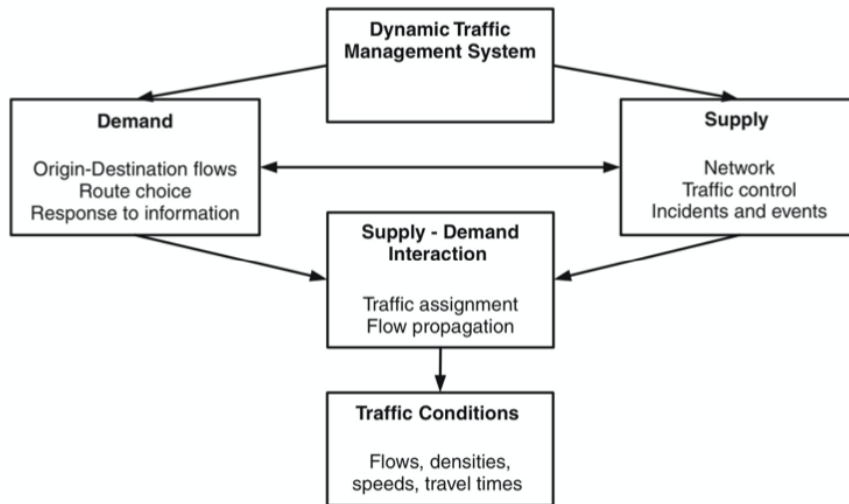 Dynamic Traffic
Management System
Demand
Origin-Destination flows
Route choice
Response to information
Supply
Network
Traffic control
Incidents and events
Supply - Demand
Interaction
Traffic assignment
Flow propagation
Traffic Conditions
Flows, densities,
speeds, travel times